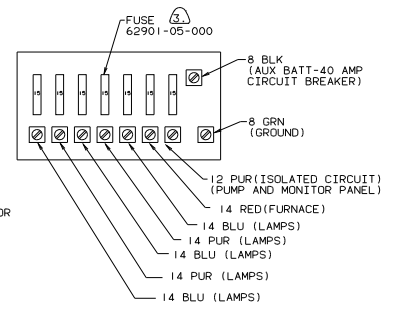 FUSE 3.
62901-05-000
8 BLK
(AUX BATT-40 AMP
CIRCUIT BREAKER)
15 15 15 15 15 15 15
8 GRN
(GROUND)
12 PUR(ISOLATED CIRCUIT)
(PUMP AND MONITOR PANEL)
14 RED(FURNACE)
OR
14 BLU (LAMPS)
14 PUR (LAMPS)
14 BLU (LAMPS)
14 PUR (LAMPS)
14 BLU (LAMPS)